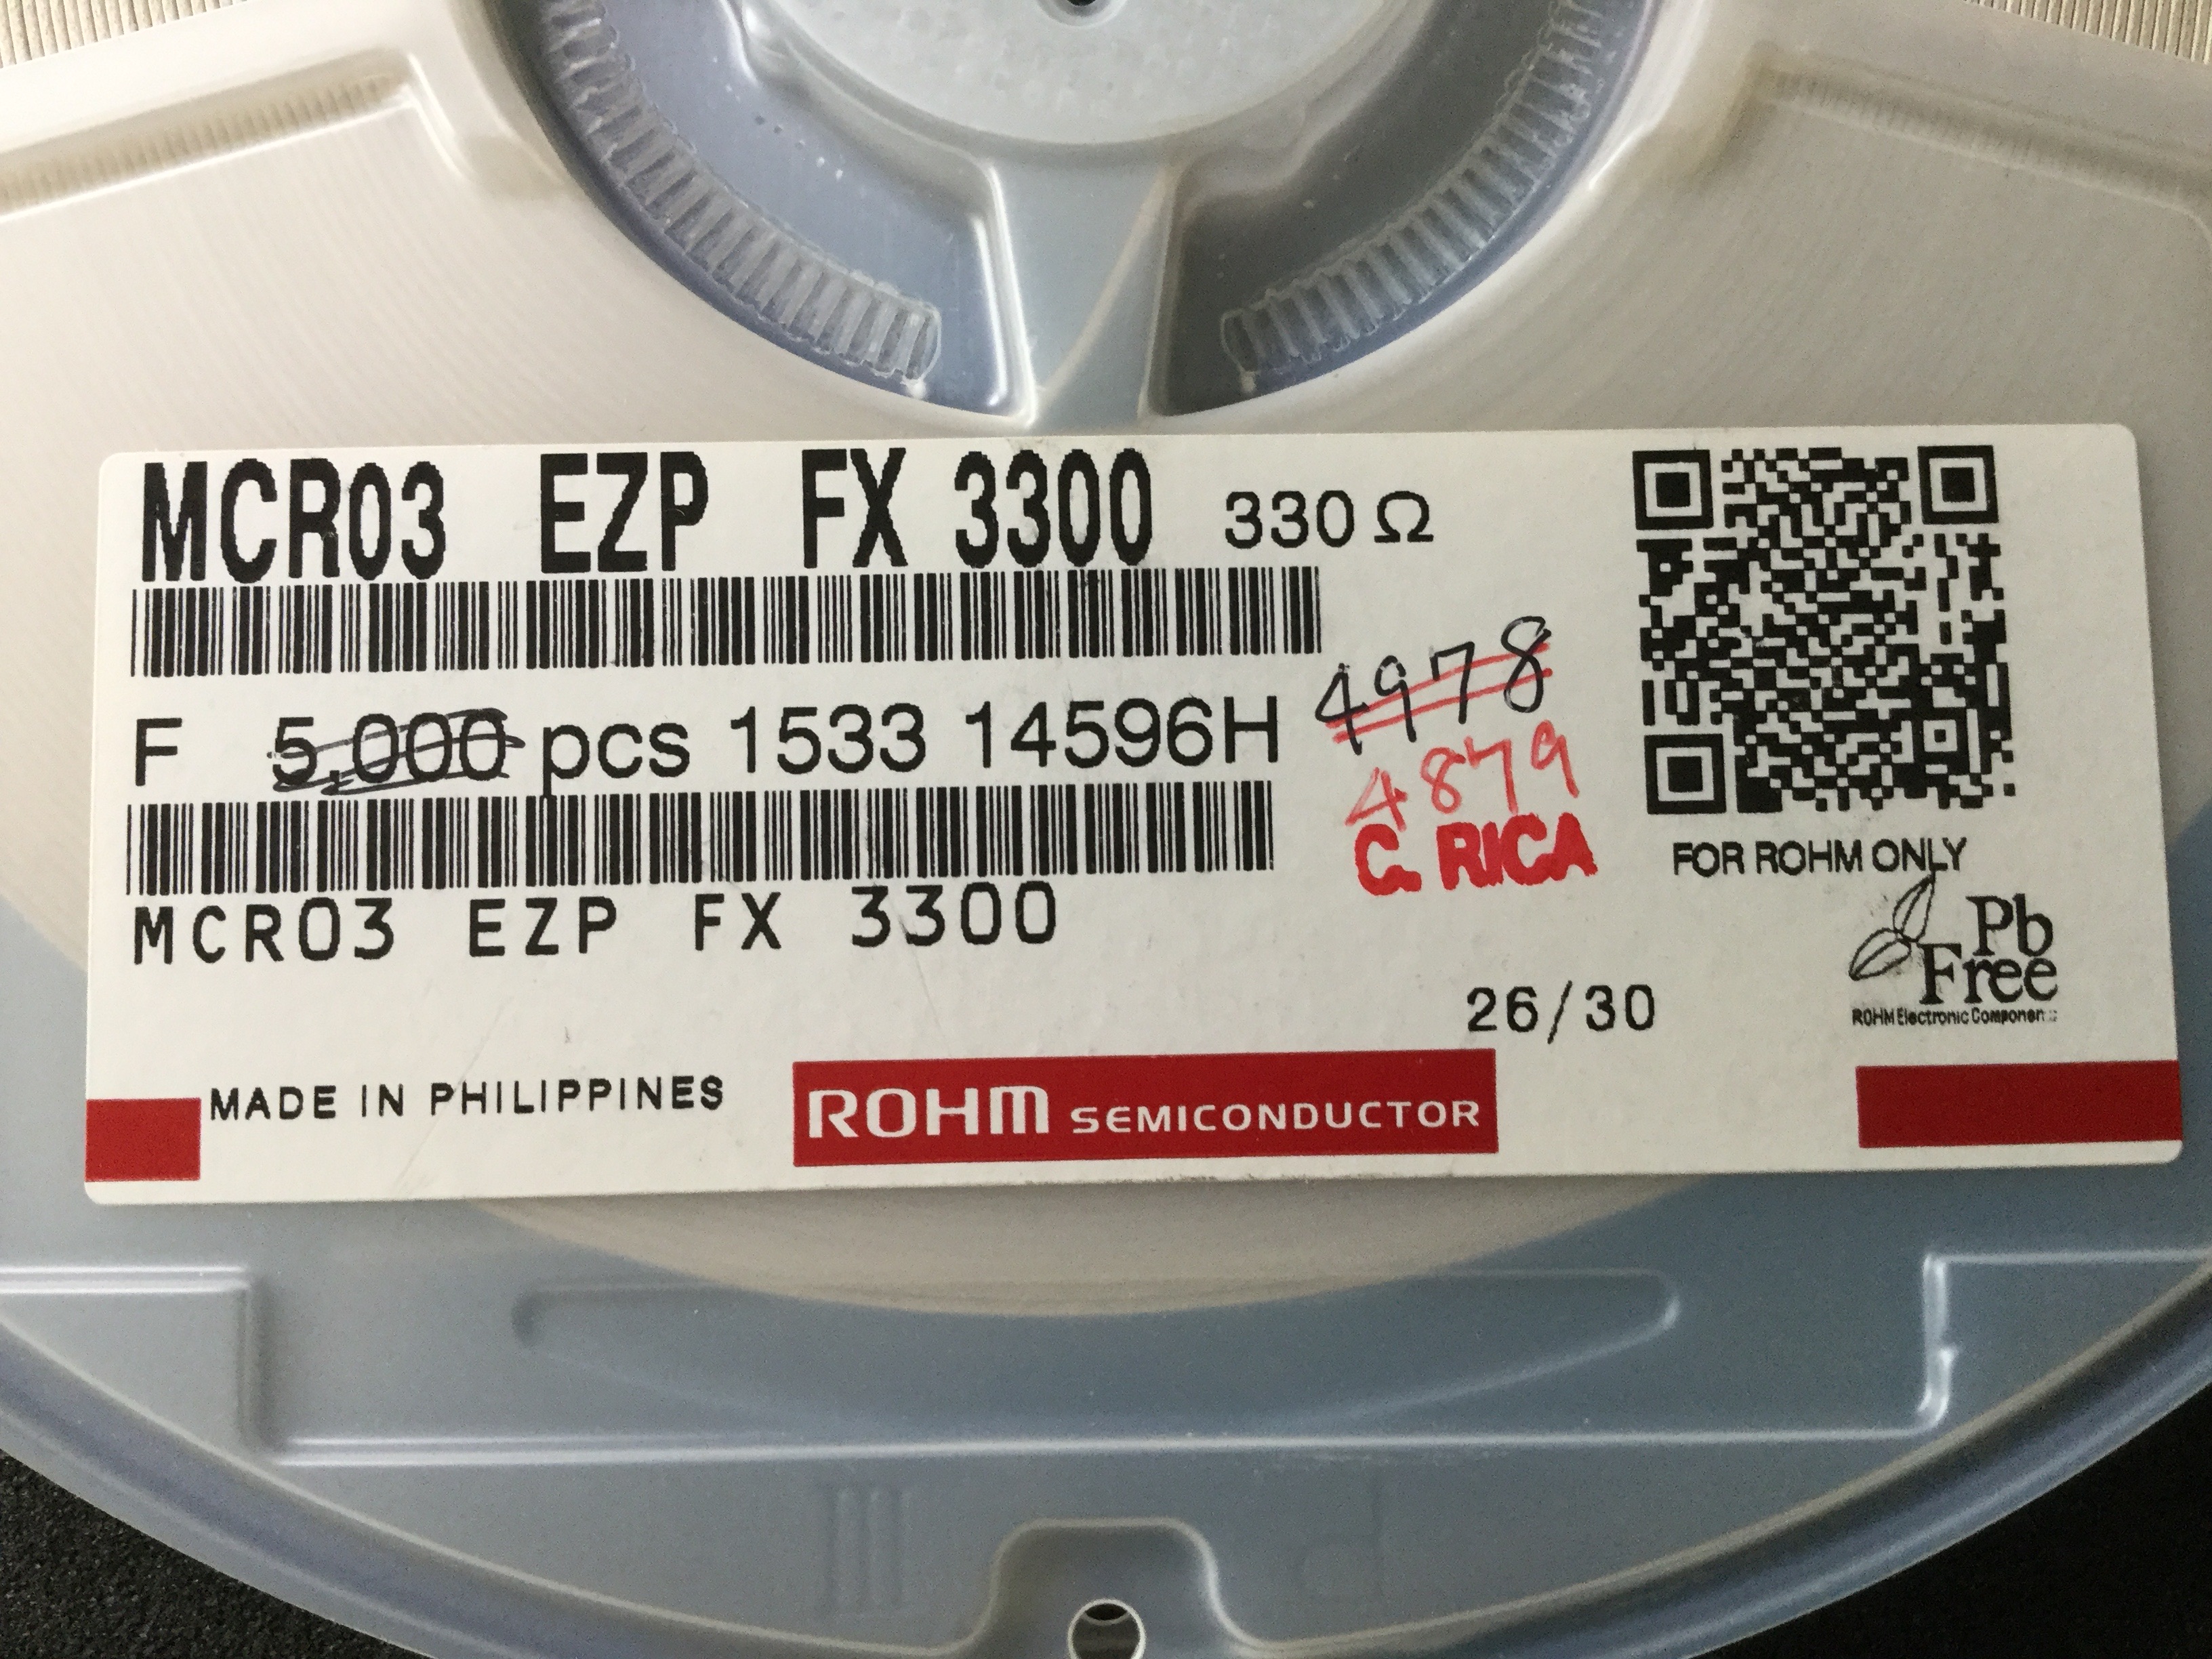 MCR03 EZP FX 3300 330Ω
F 5,000 pcs 1533 14596H 4978
4879
C. RICA
MCR03 EZP FX 3300
FOR ROHM ONLY
Pb
Free
ROHM Electronic Components
26/30
MADE IN PHILIPPINES
ROHM SEMICONDUCTOR